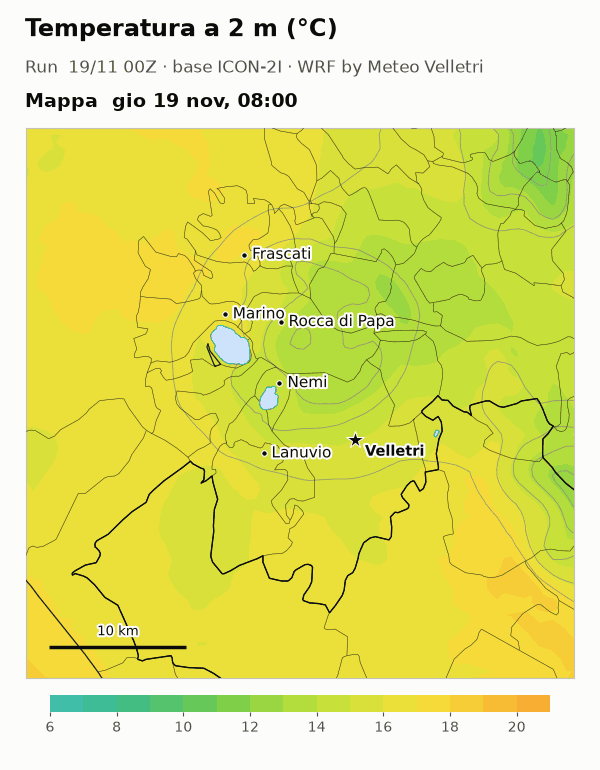 Temperatura a 2 m (°C)
Run  19/11 00Z · base ICON-2I · WRF by Meteo Velletri
Mappa  gio 19 nov, 08:00
Frascati
Marino
Rocca di Papa
Nemi
Velletri
Lanuvio
10 km
6 8 10 12 14 16 18 20